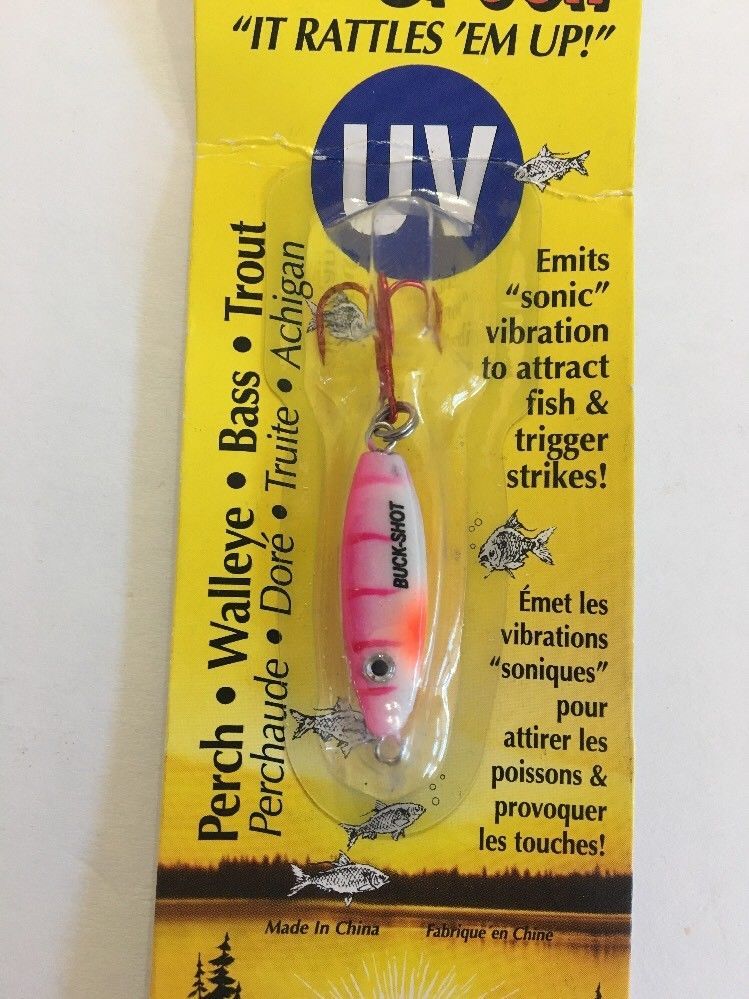 "IT RATTLES 'EM UP!"
UV
Perch • Walleye • Bass • Trout
Perchaude • Doré • Truite • Achigan
Emits
"sonic"
vibration
to attract
fish &
trigger
strikes!
BUCK-SHOT
Émet les
vibrations
"soniques"
pour
attirer les
poissons &
provoquer
les touches!
Made In China
Fabrique en Chine